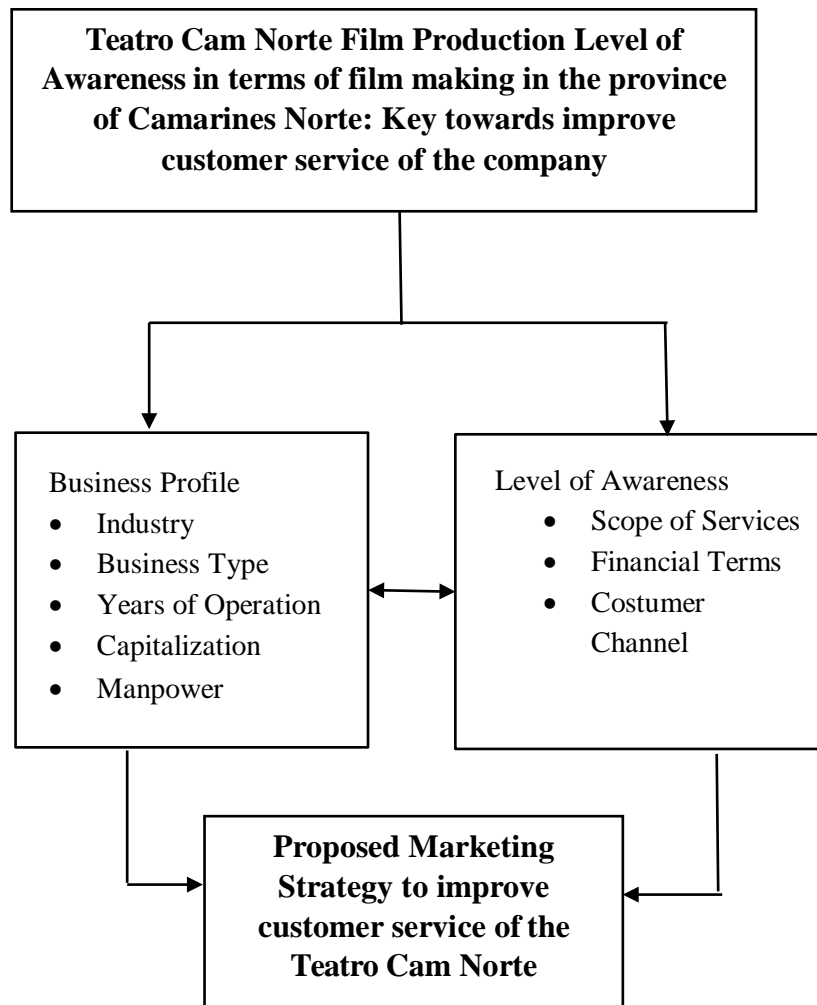 Teatro Cam Norte Film Production Level of
Awareness in terms of film making in the province
of Camarines Norte: Key towards improve
customer service of the company
Business Profile
• Industry
• Business Type
• Years of Operation
• Capitalization
• Manpower
Level of Awareness
• Scope of Services
• Financial Terms
• Costumer
Channel
Proposed Marketing
Strategy to improve
customer service of the
Teatro Cam Norte